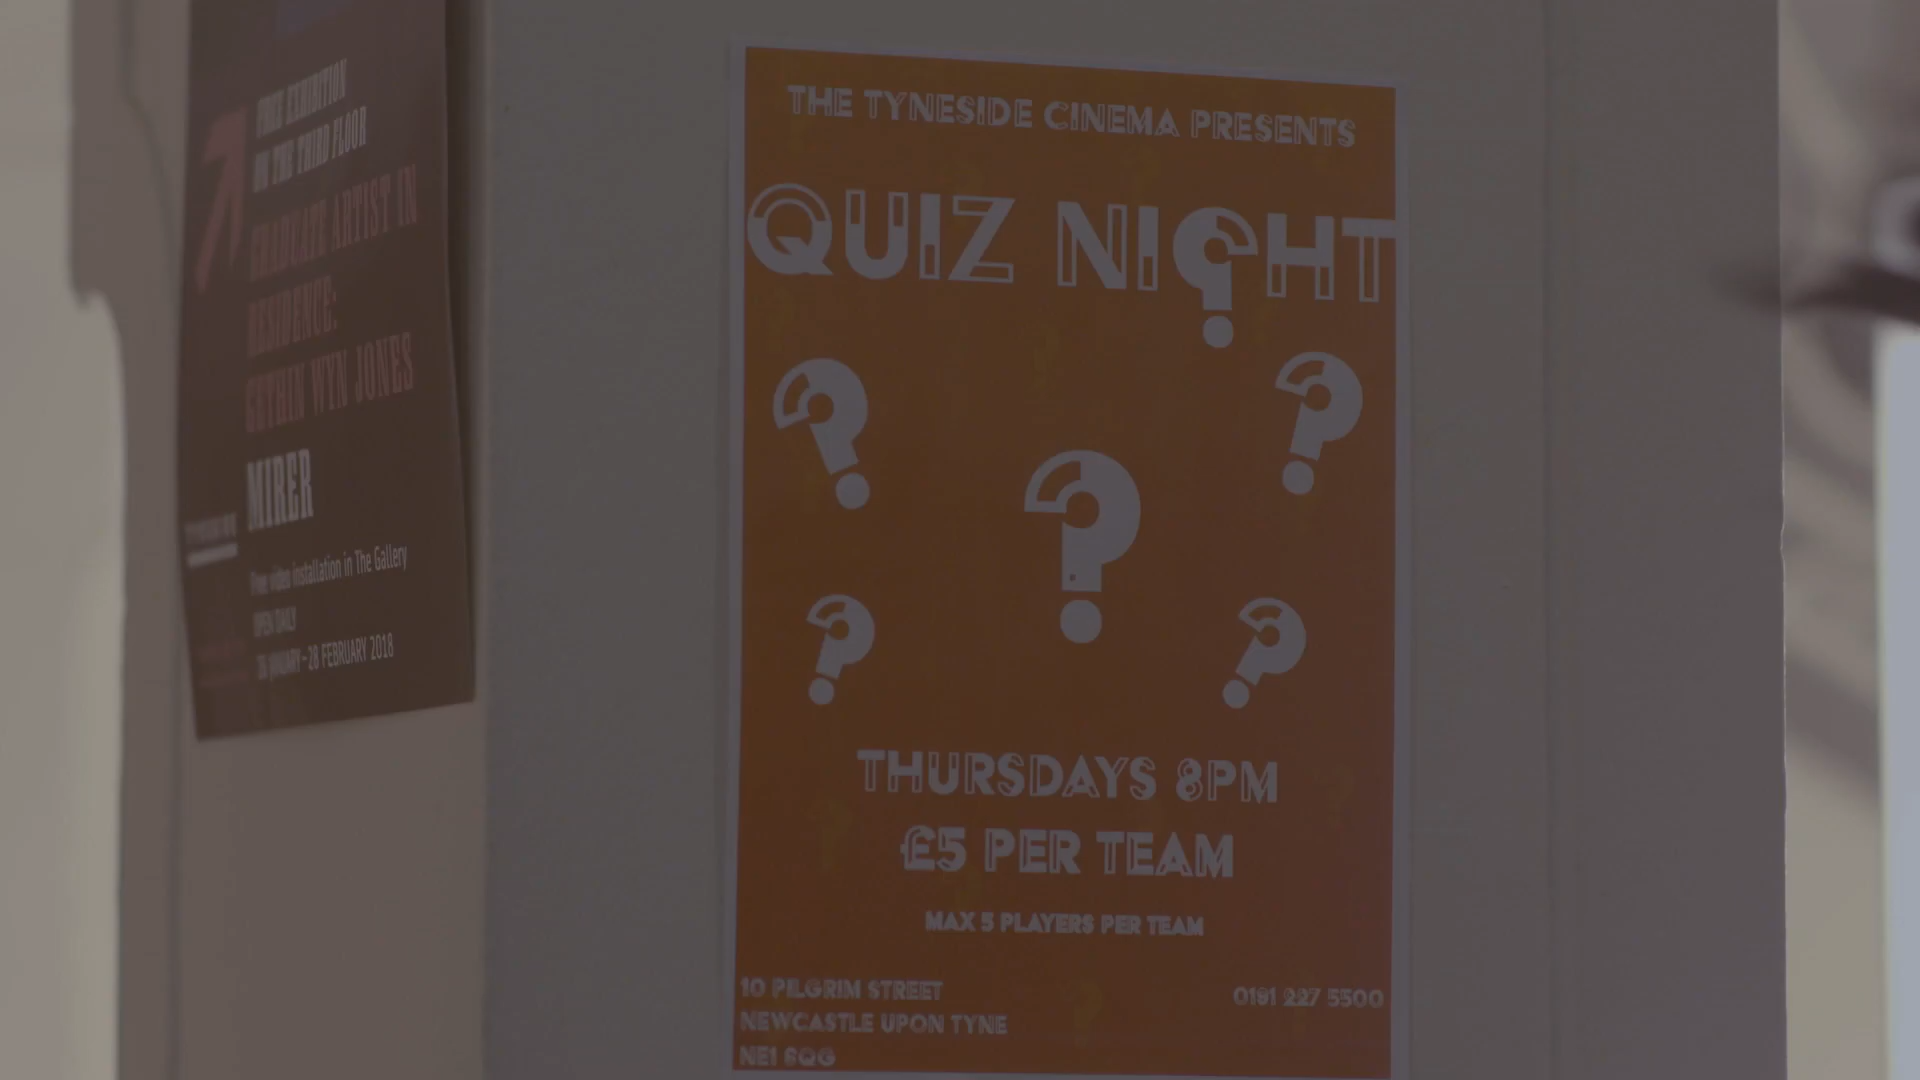 FREE EXHIBITION
ON THE THIRD FLOOR
GRADUATE ARTIST IN
RESIDENCE:
GETHIN WYN JONES
MIRER
Free video installation in The Gallery
OPEN DAILY
JANUARY–28 FEBRUARY 2018
THE TYNESIDE CINEMA PRESENTS
QUIZ NIGHT
? ?
?
? ?
THURSDAYS 8PM
£5 PER TEAM
MAX 5 PLAYERS PER TEAM
10 PILGRIM STREET
0191 227 5500
NEWCASTLE UPON TYNE
NE1 6QG